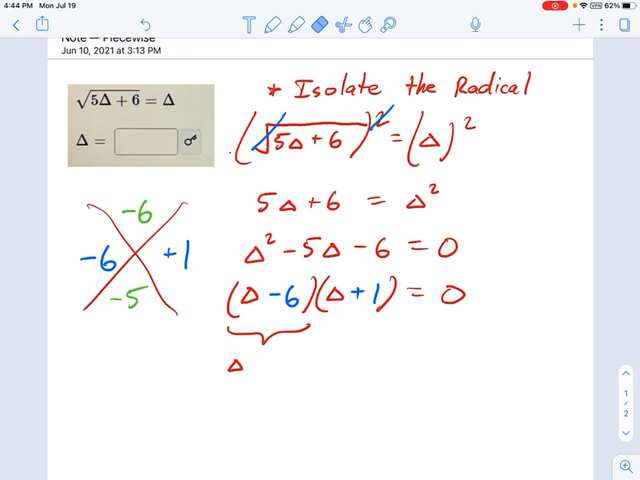 4:44 PM Mon Jul 19
62%
Note – Piecewise
Jun 10, 2021 at 3:13 PM
√(5Δ + 6) = Δ
Δ =
* Isolate the Radical
(√(5Δ + 6))² = (Δ)²
5Δ + 6 = Δ²
Δ² - 5Δ - 6 = 0
(Δ - 6)(Δ + 1) = 0
Δ
-6
-6 +1
-5
1
/
2